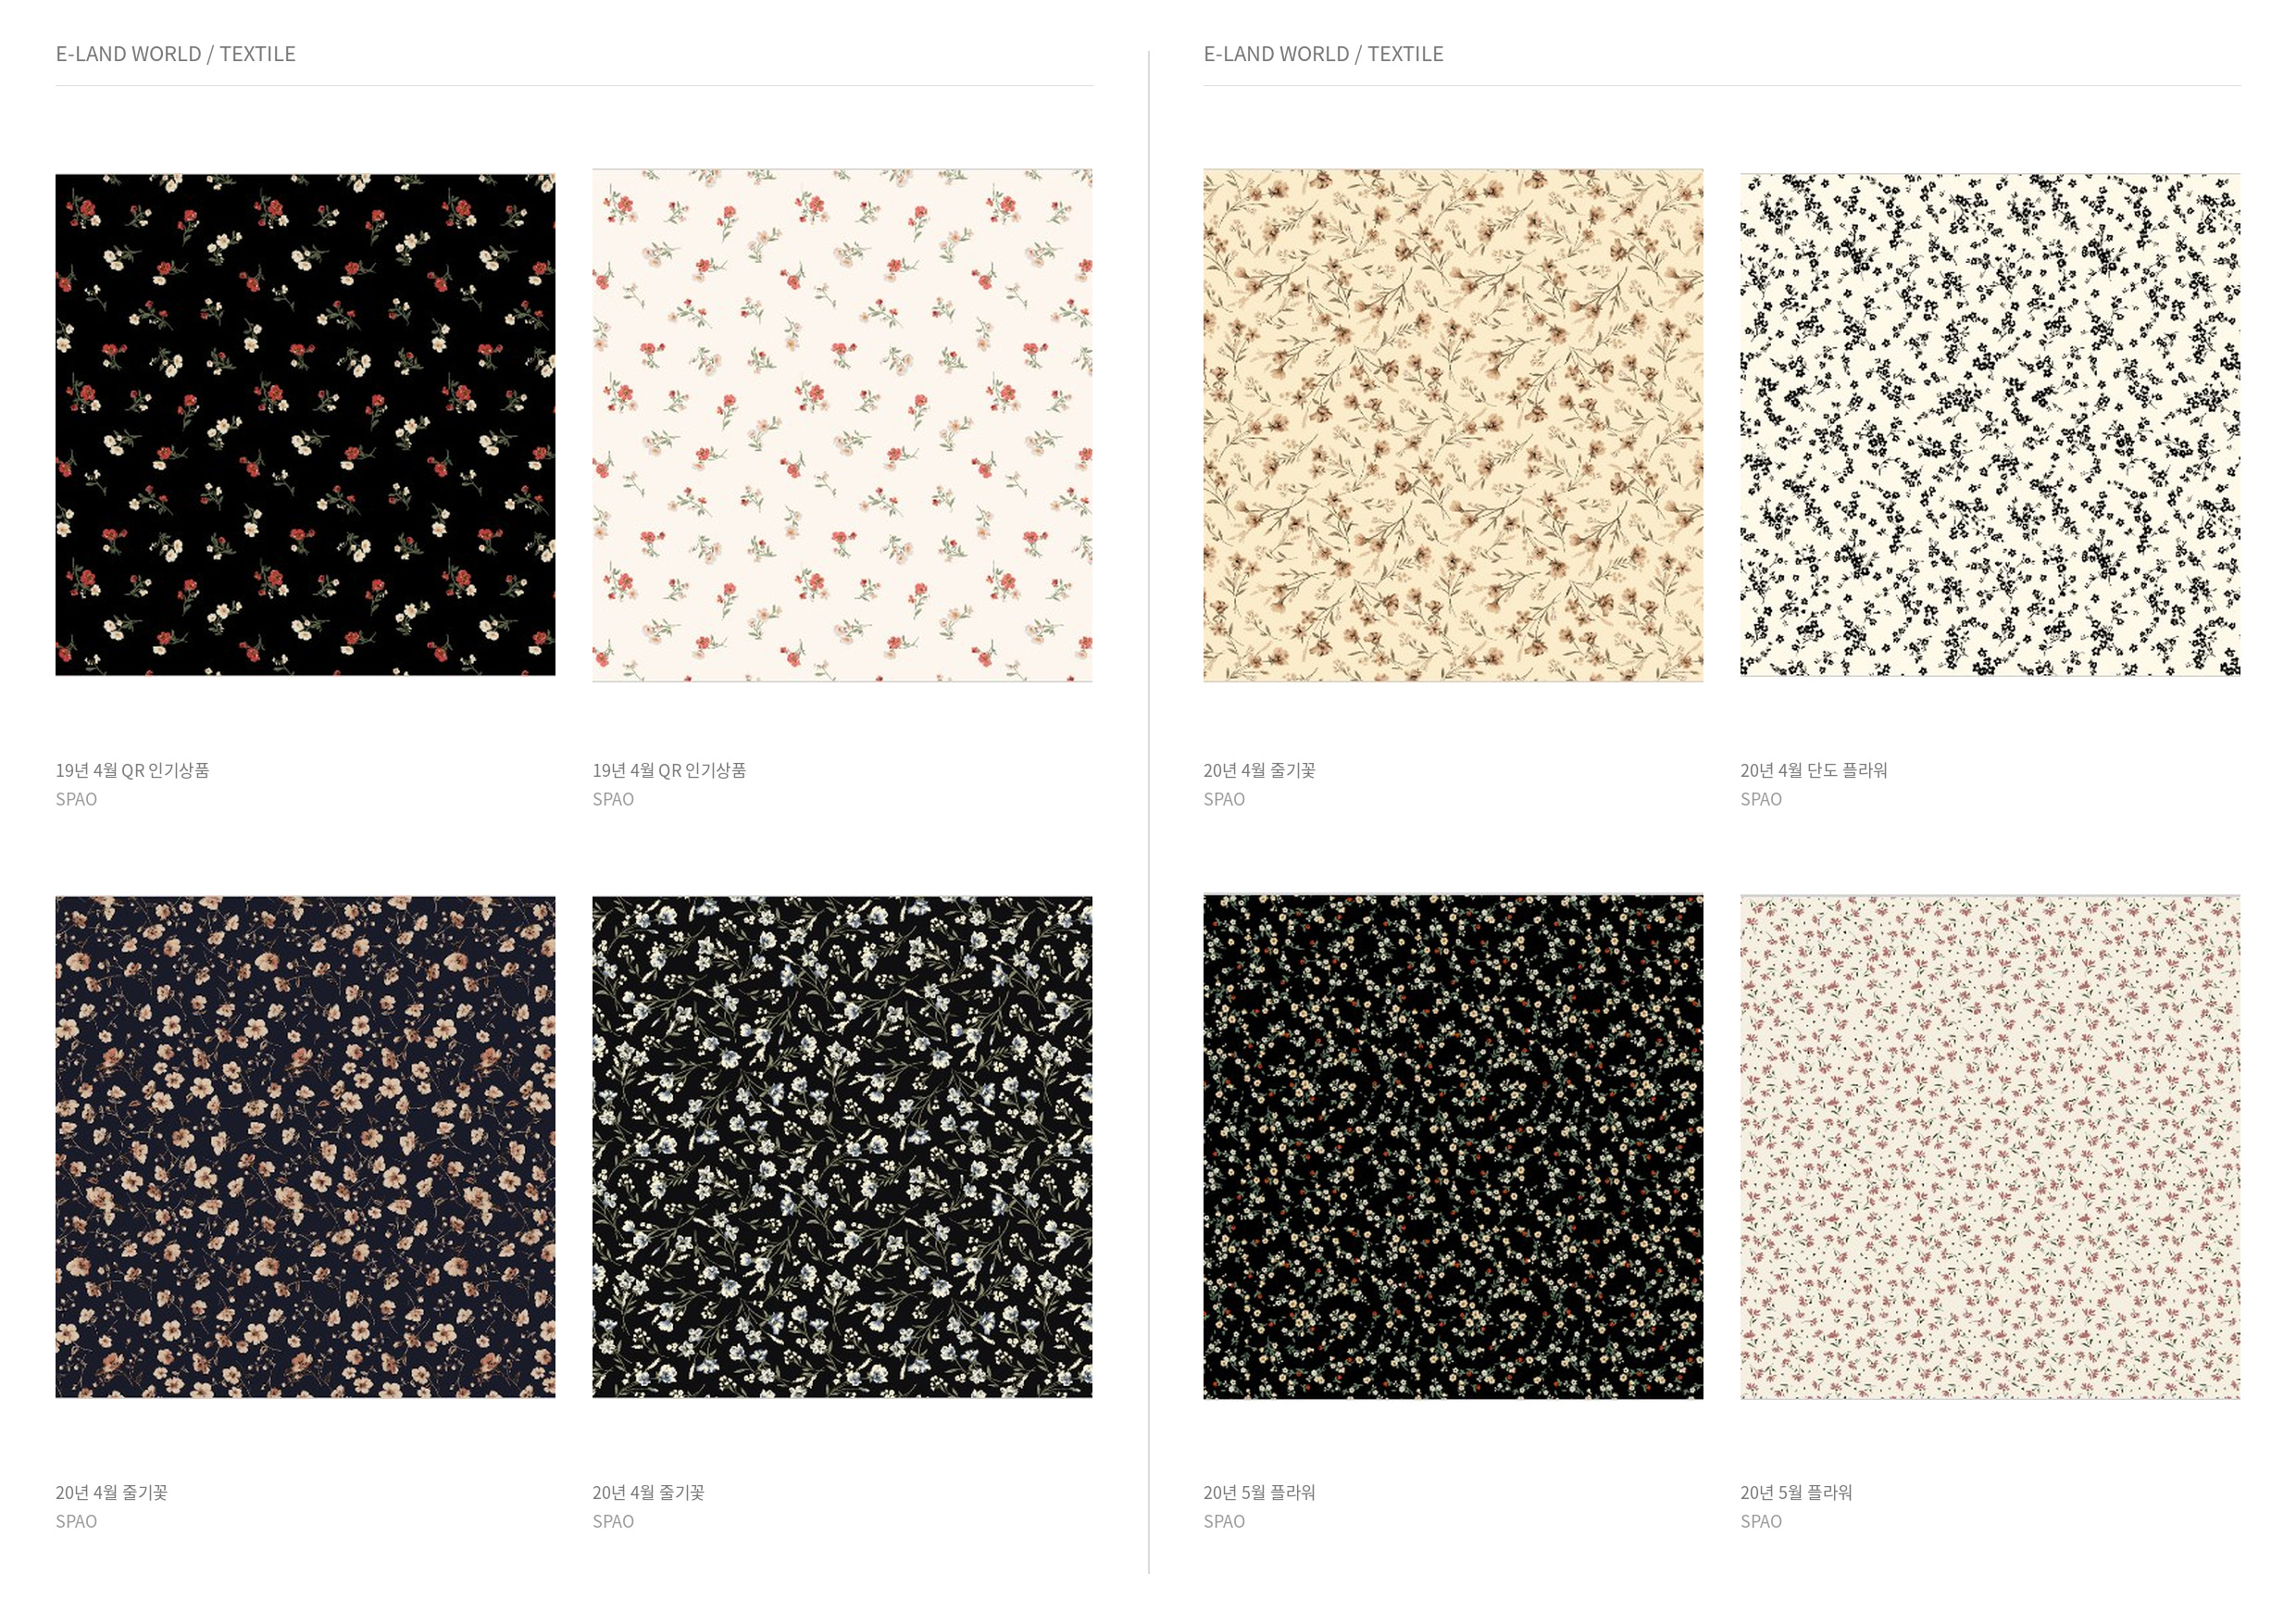 E-LAND WORLD / TEXTILE
19년 4월 QR 인기상품
SPAO
19년 4월 QR 인기상품
SPAO
20년 4월 줄기꽃
SPAO
20년 4월 줄기꽃
SPAO
E-LAND WORLD / TEXTILE
20년 4월 줄기꽃
SPAO
20년 4월 단도 플라워
SPAO
20년 5월 플라워
SPAO
20년 5월 플라워
SPAO